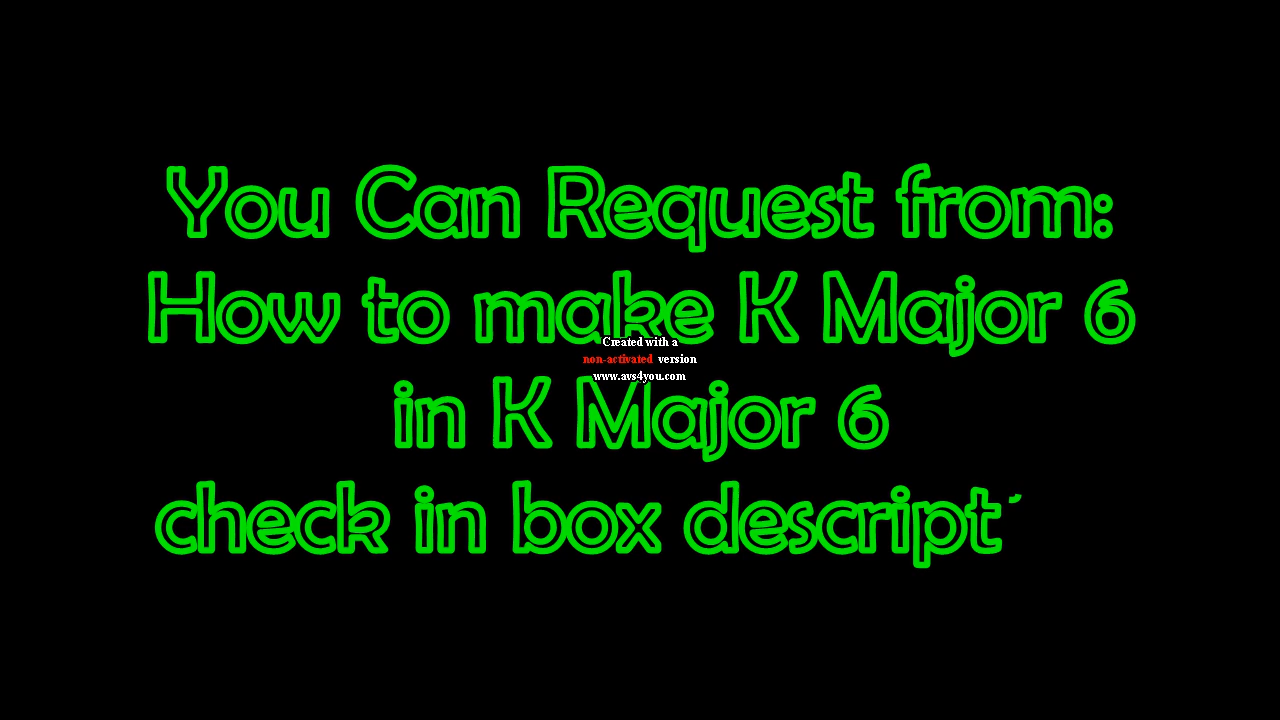 You Can Request from:
How to make K Major 6
Created with a
non-activated version
www.avs4you.com
in K Major 6
check in box descript